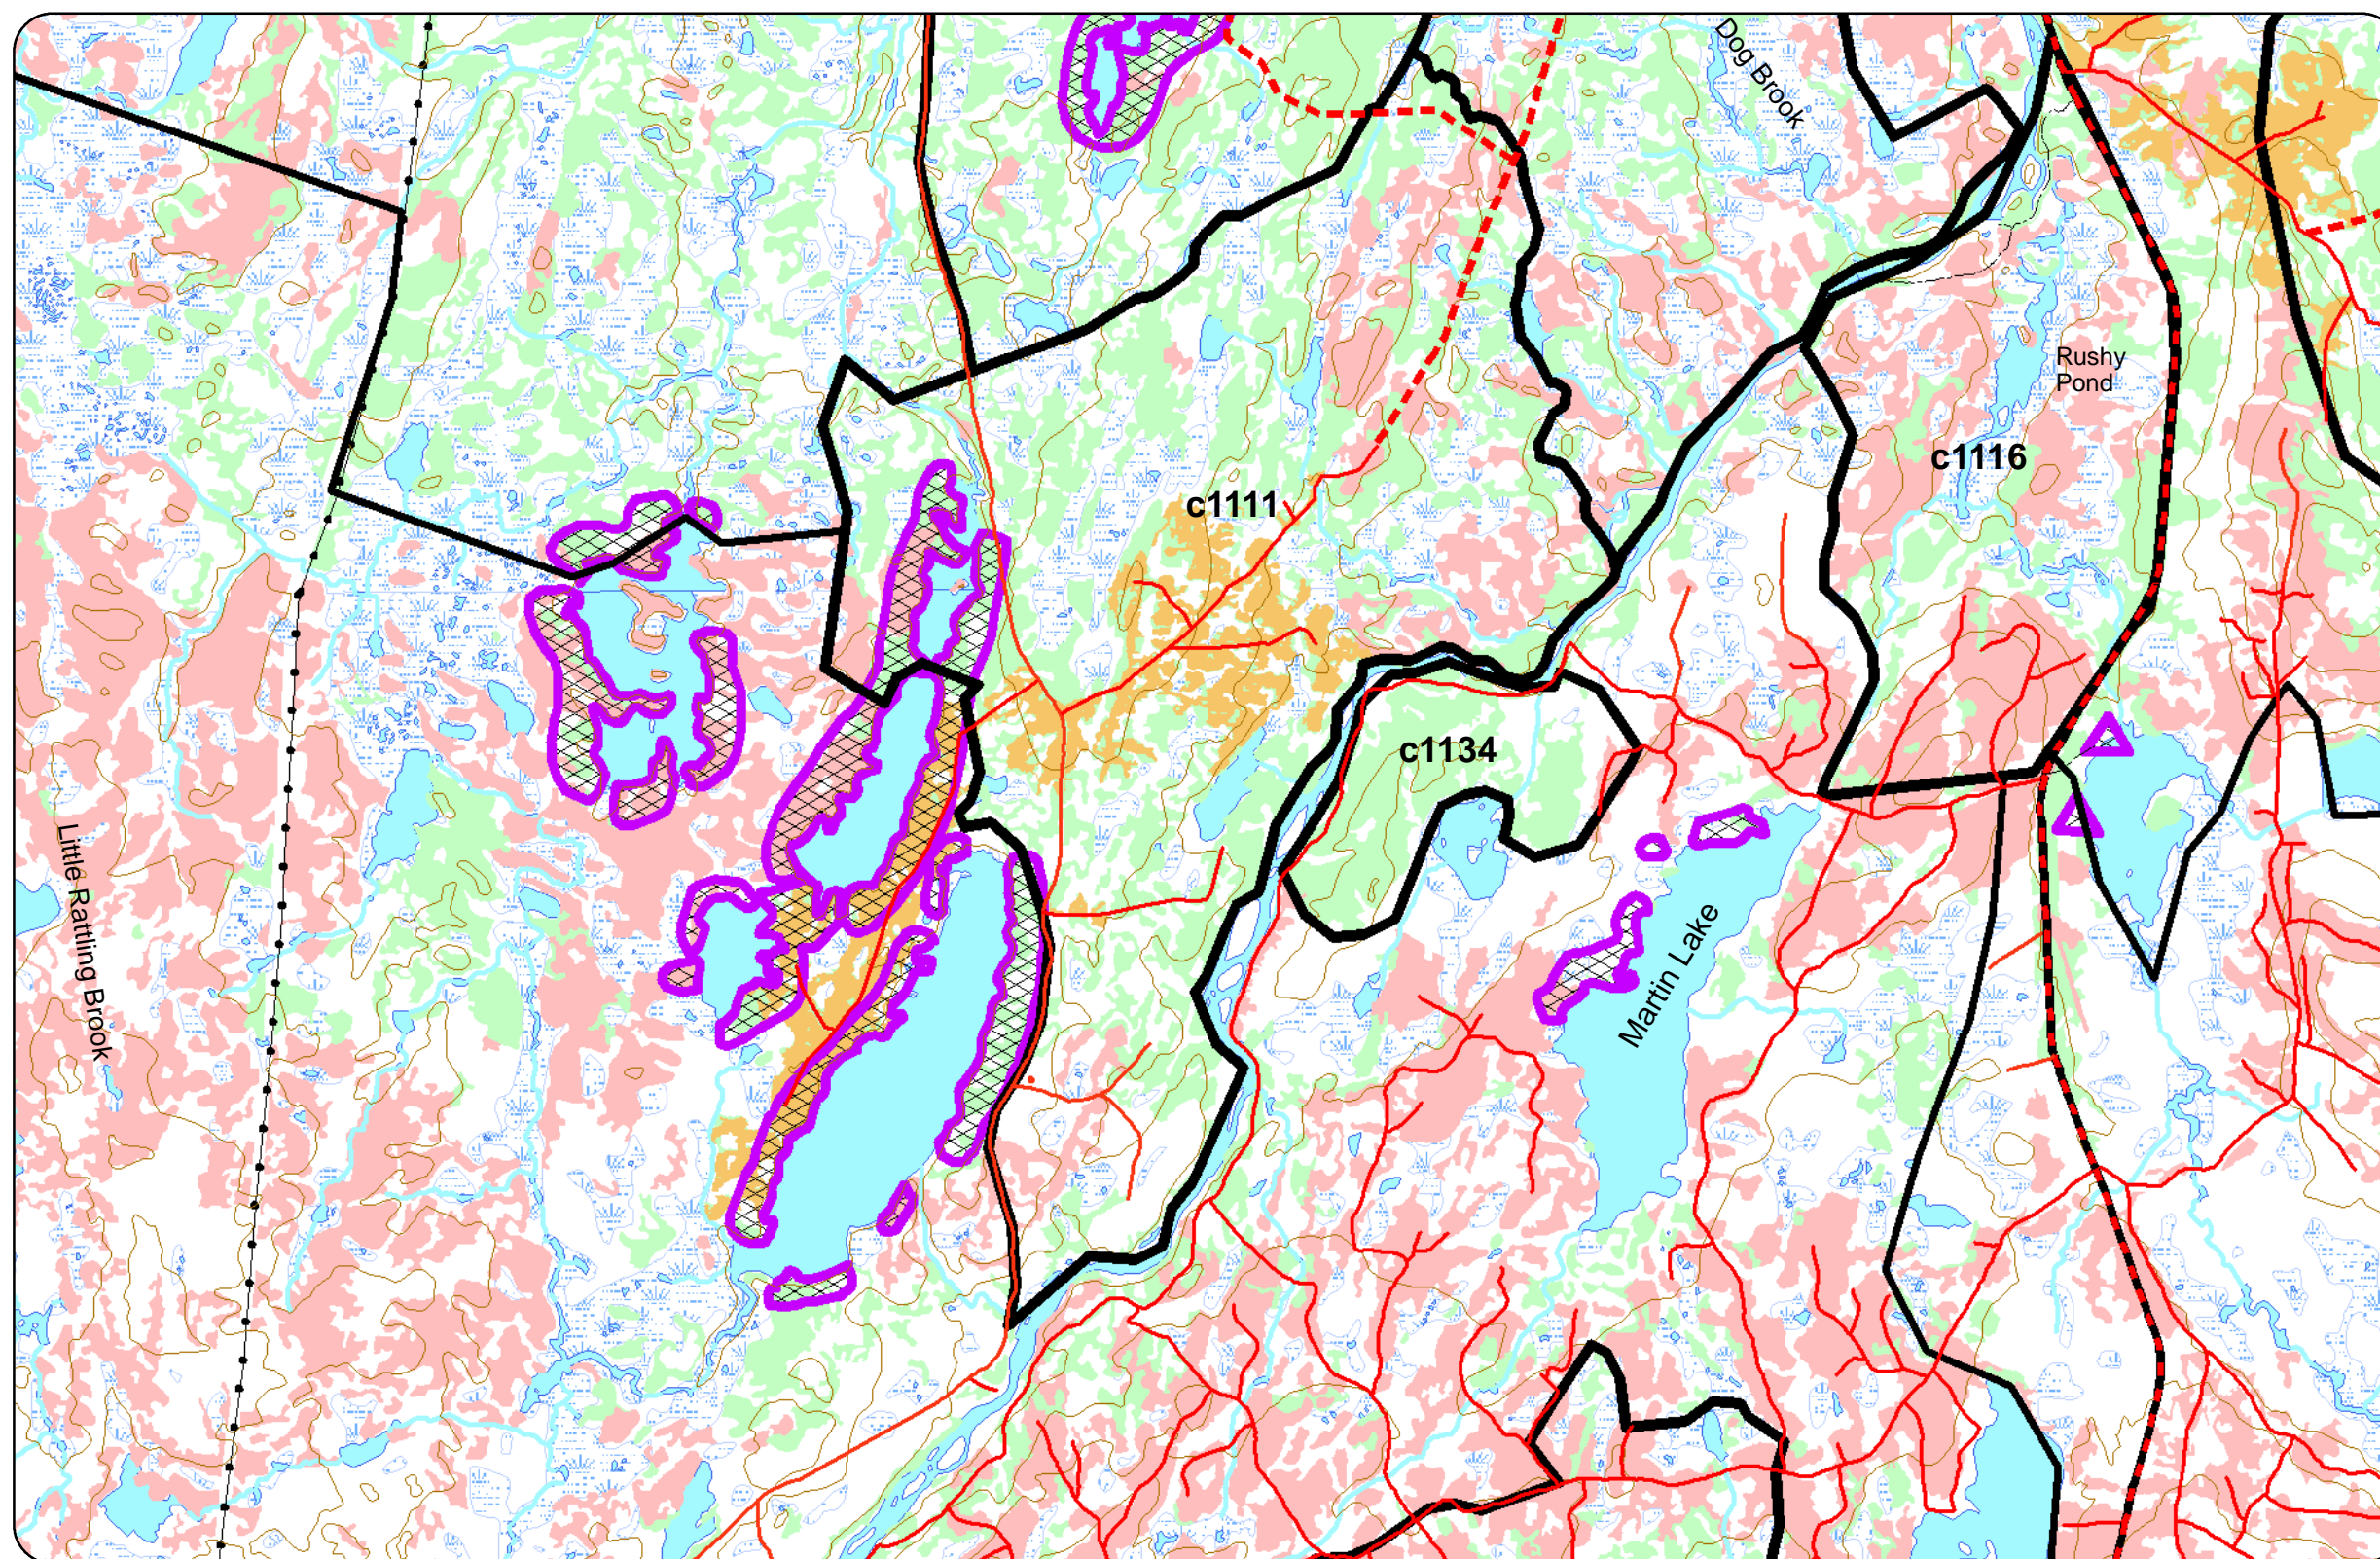 Dog Brook
Rushy
Pond
c1116
c1111
c1134
Little Rattling Brook
Martin Lake